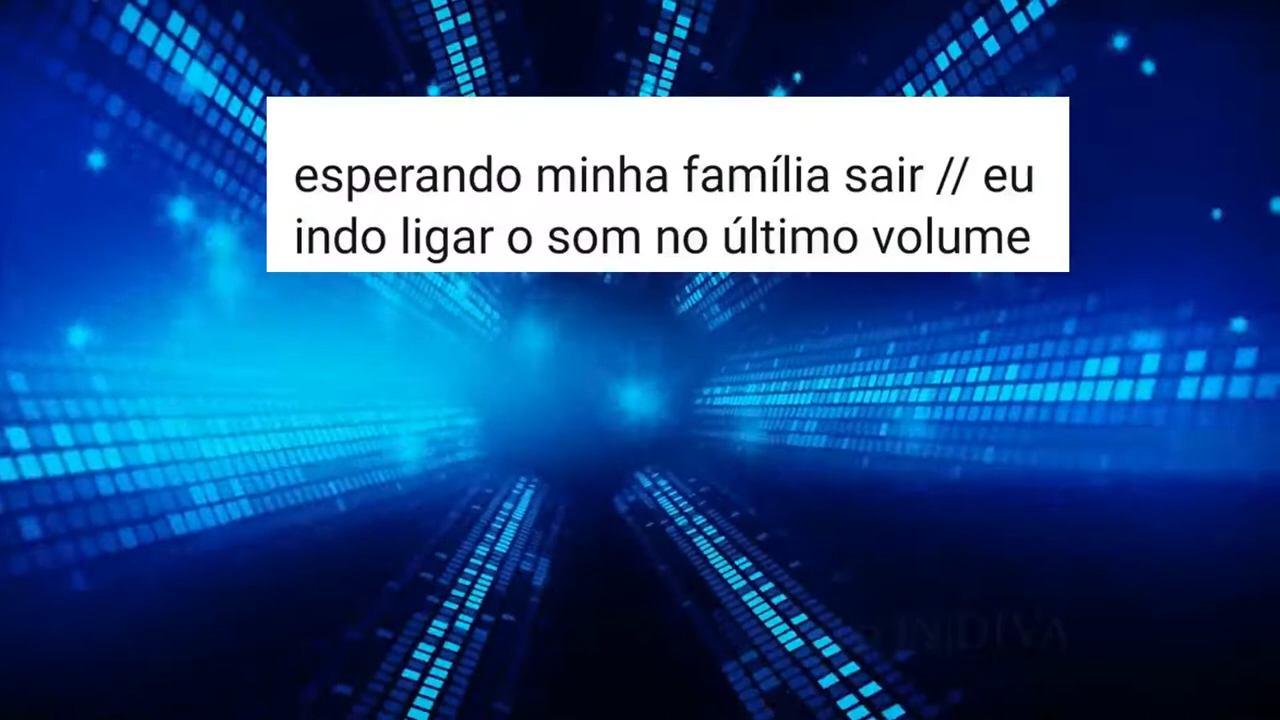 esperando minha família sair // eu
indo ligar o som no último volume